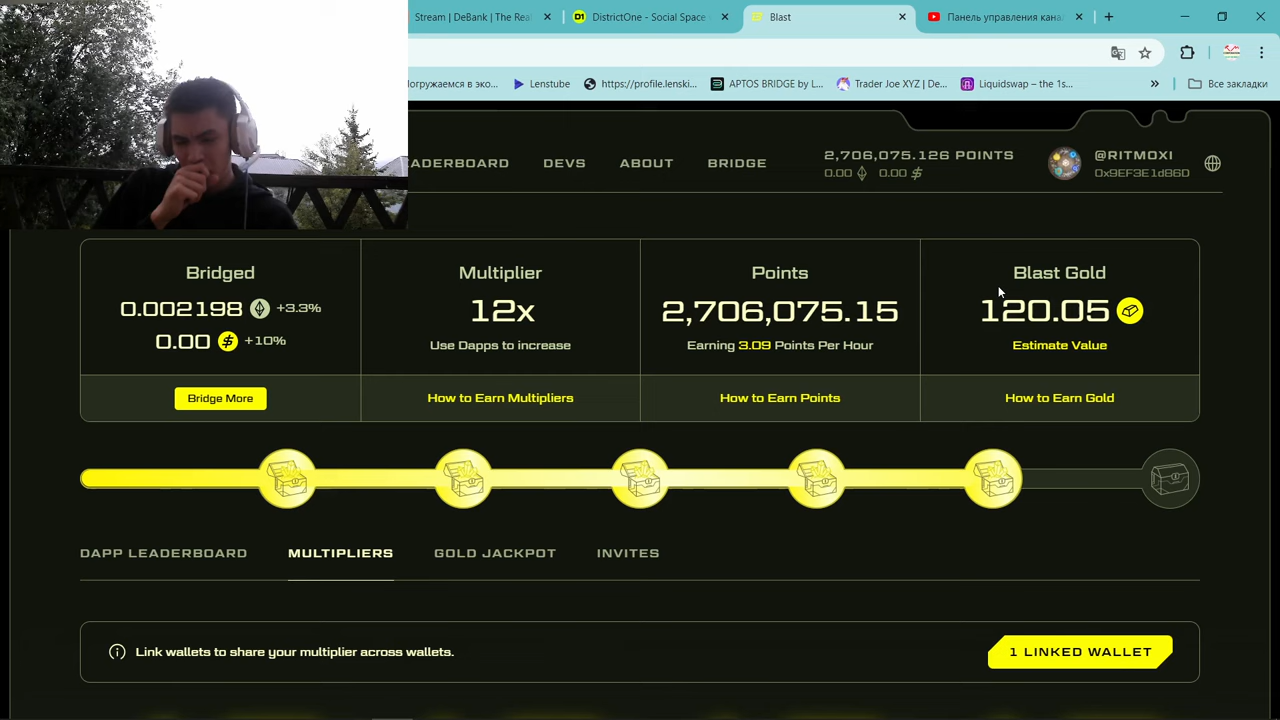 Stream | DeBank | The Rea
DistrictOne - Social Space
Blast
Панель управления кана
огружаемся в эко...
Lenstube
https://profile.lenski...
APTOS BRIDGE by L...
Trader Joe XYZ | De...
Liquidswap – the 1s...
Все закладки
ADERBOARD
DEVS
ABOUT
BRIDGE
2,706,075.126 POINTS
0.00 0.00
@RITMOXI
0x9EF3E1d860
Bridged
0.002198 +3.3%
0.00 +10%
Bridge More
Multiplier
12x
Use Dapps to increase
How to Earn Multipliers
Points
2,706,075.15
Earning 3.09 Points Per Hour
How to Earn Points
Blast Gold
120.05
Estimate Value
How to Earn Gold
DAPP LEADERBOARD
MULTIPLIERS
GOLD JACKPOT
INVITES
Link wallets to share your multiplier across wallets.
1 LINKED WALLET